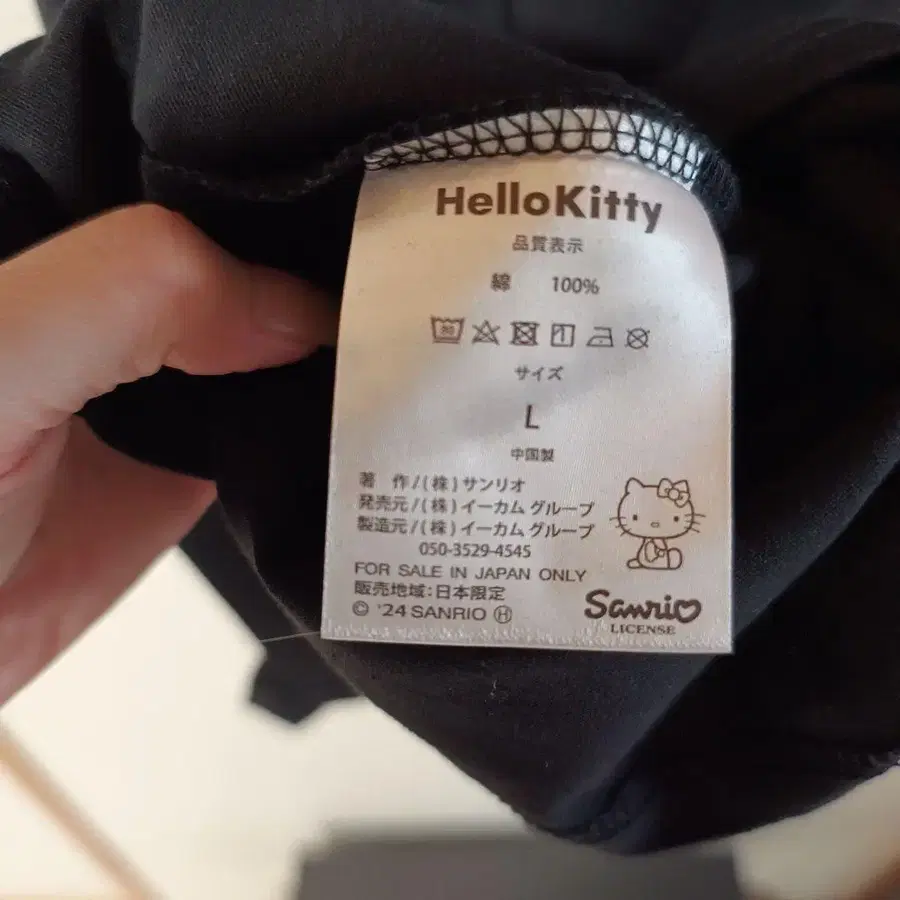 HelloKitty
品質表示
綿 100%
サイズ
L
中国製
著 作/(株)サンリオ
発売元/(株)イーカム グループ
製造元/(株)イーカム グループ
050-3529-4545
FOR SALE IN JAPAN ONLY
販売地域:日本限定
© '24 SANRIO Ⓗ
Sanrio
LICENSE